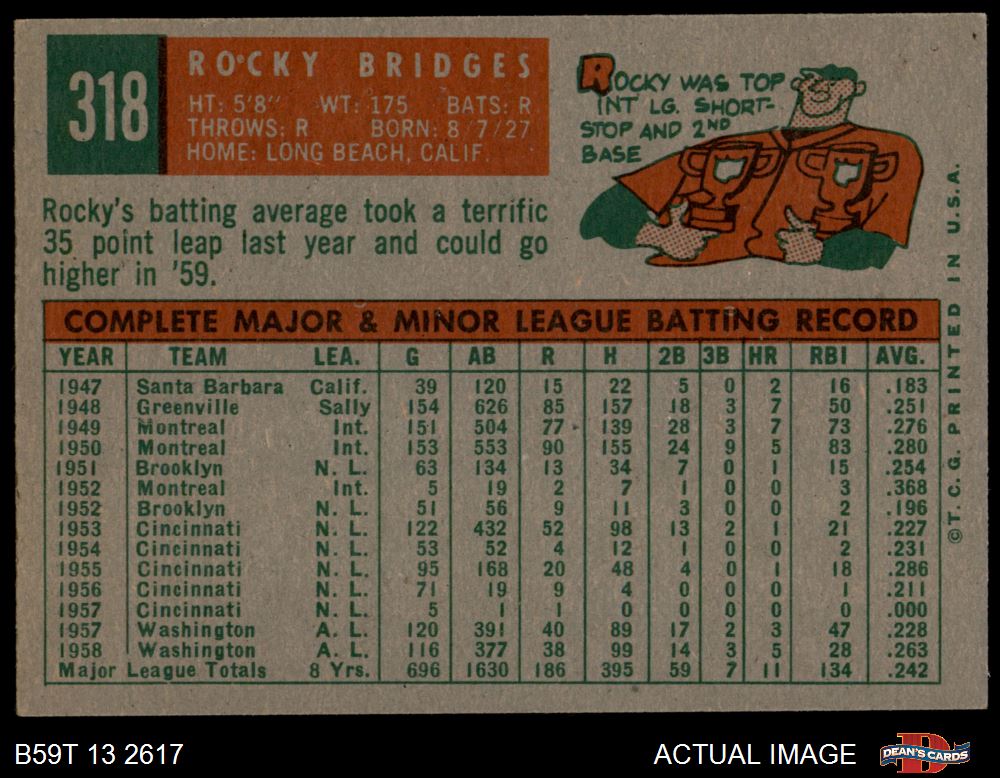 318
ROCKY BRIDGES
HT: 5'8" WT: 175 BATS: R
THROWS: R BORN: 8/7/27
HOME: LONG BEACH, CALIF.
ROCKY WAS TOP
INT LG. SHORT-
STOP AND 2ND
BASE
Rocky's batting average took a terrific
35 point leap last year and could go
higher in '59.
COMPLETE MAJOR & MINOR LEAGUE BATTING RECORD
YEAR TEAM LEA. G AB R H 2B 3B HR RBI AVG.
1947 Santa Barbara Calif. 39 120 15 22 5 0 2 16 .183
1948 Greenville Sally 154 626 85 157 18 3 7 50 .251
1949 Montreal Int. 151 504 77 139 28 3 7 73 .276
1950 Montreal Int. 153 553 90 155 24 9 5 83 .280
1951 Brooklyn N. L. 63 134 13 34 7 0 1 15 .254
1952 Montreal Int. 5 19 2 7 1 0 0 3 .368
1952 Brooklyn N. L. 51 56 9 11 3 0 0 2 .196
1953 Cincinnati N. L. 122 432 52 98 13 2 1 21 .227
1954 Cincinnati N. L. 53 52 4 12 1 0 0 2 .231
1955 Cincinnati N. L. 95 168 20 48 4 0 1 18 .286
1956 Cincinnati N. L. 71 19 9 4 0 0 0 1 .211
1957 Cincinnati N. L. 5 1 1 0 0 0 0 0 .000
1957 Washington A. L. 120 391 40 89 17 2 3 47 .228
1958 Washington A. L. 116 377 38 99 14 3 5 28 .263
Major League Totals 8 Yrs. 696 1630 186 395 59 7 11 134 .242
© T. C. G. PRINTED IN U.S.A.
B59T 13 2617
ACTUAL IMAGE
DEAN'S CARDS